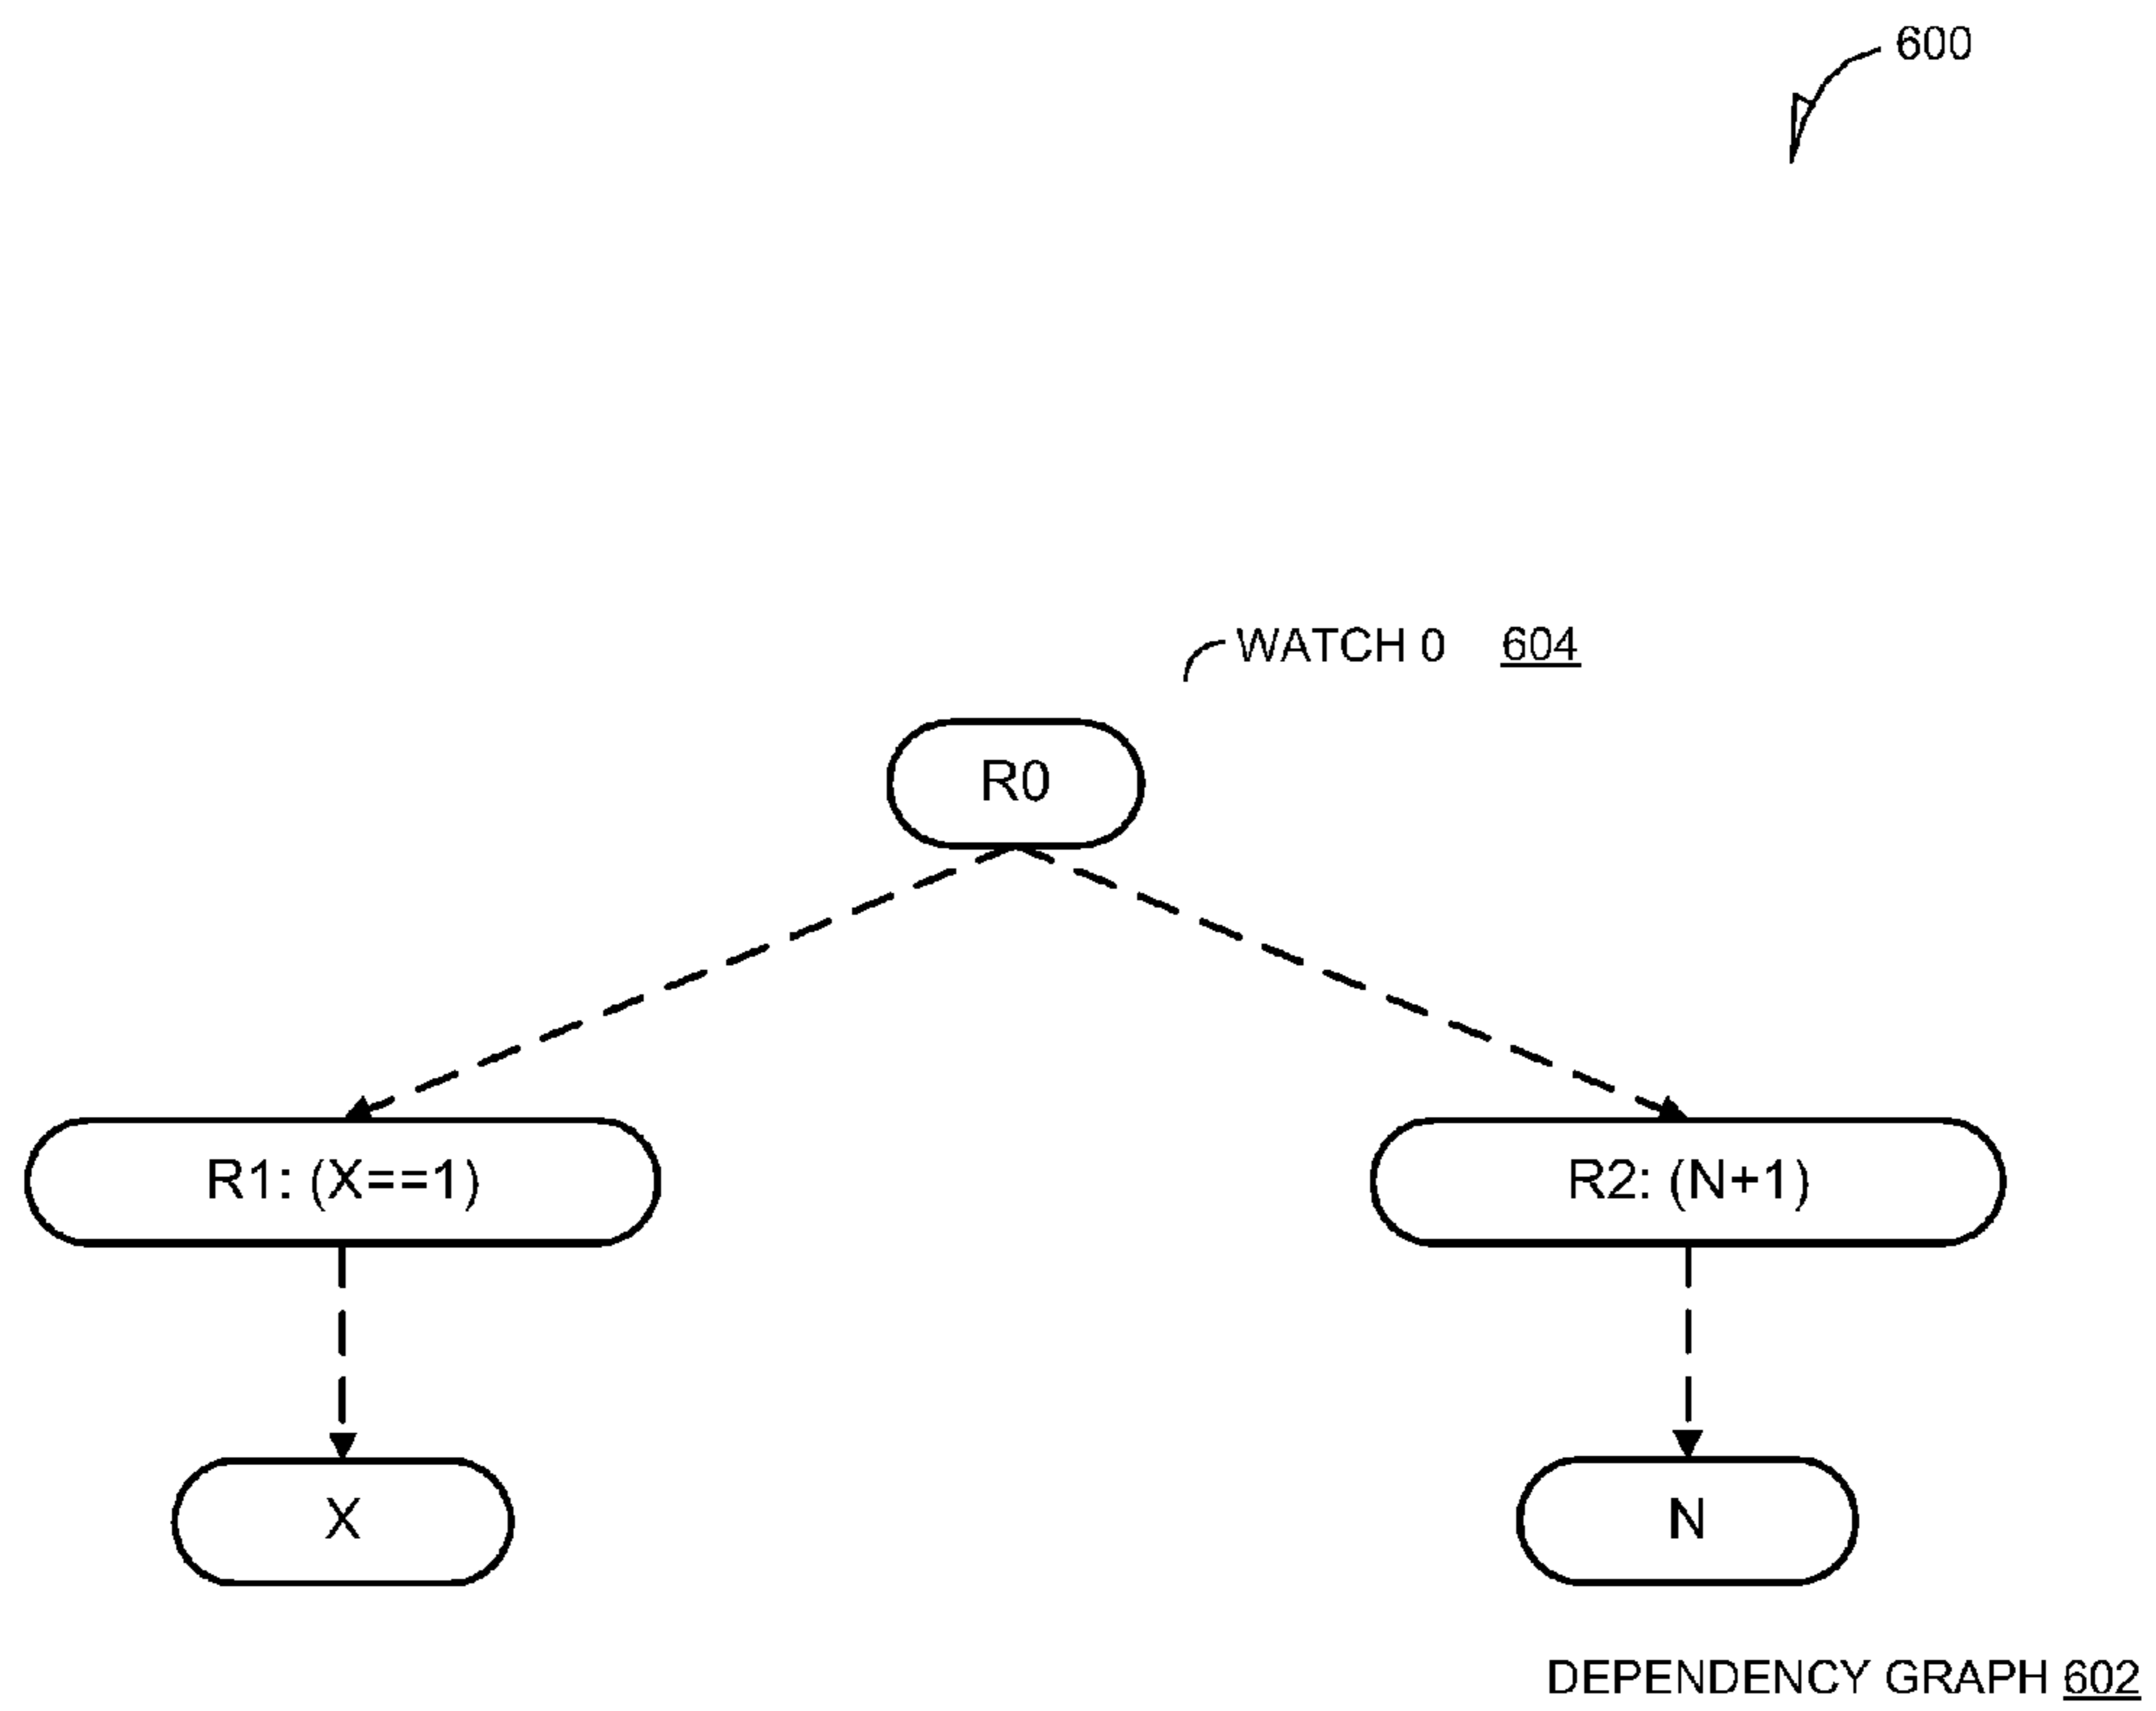 600
WATCH 0 604
R0
R1: (X==1)
R2: (N+1)
X
N
DEPENDENCY GRAPH 602